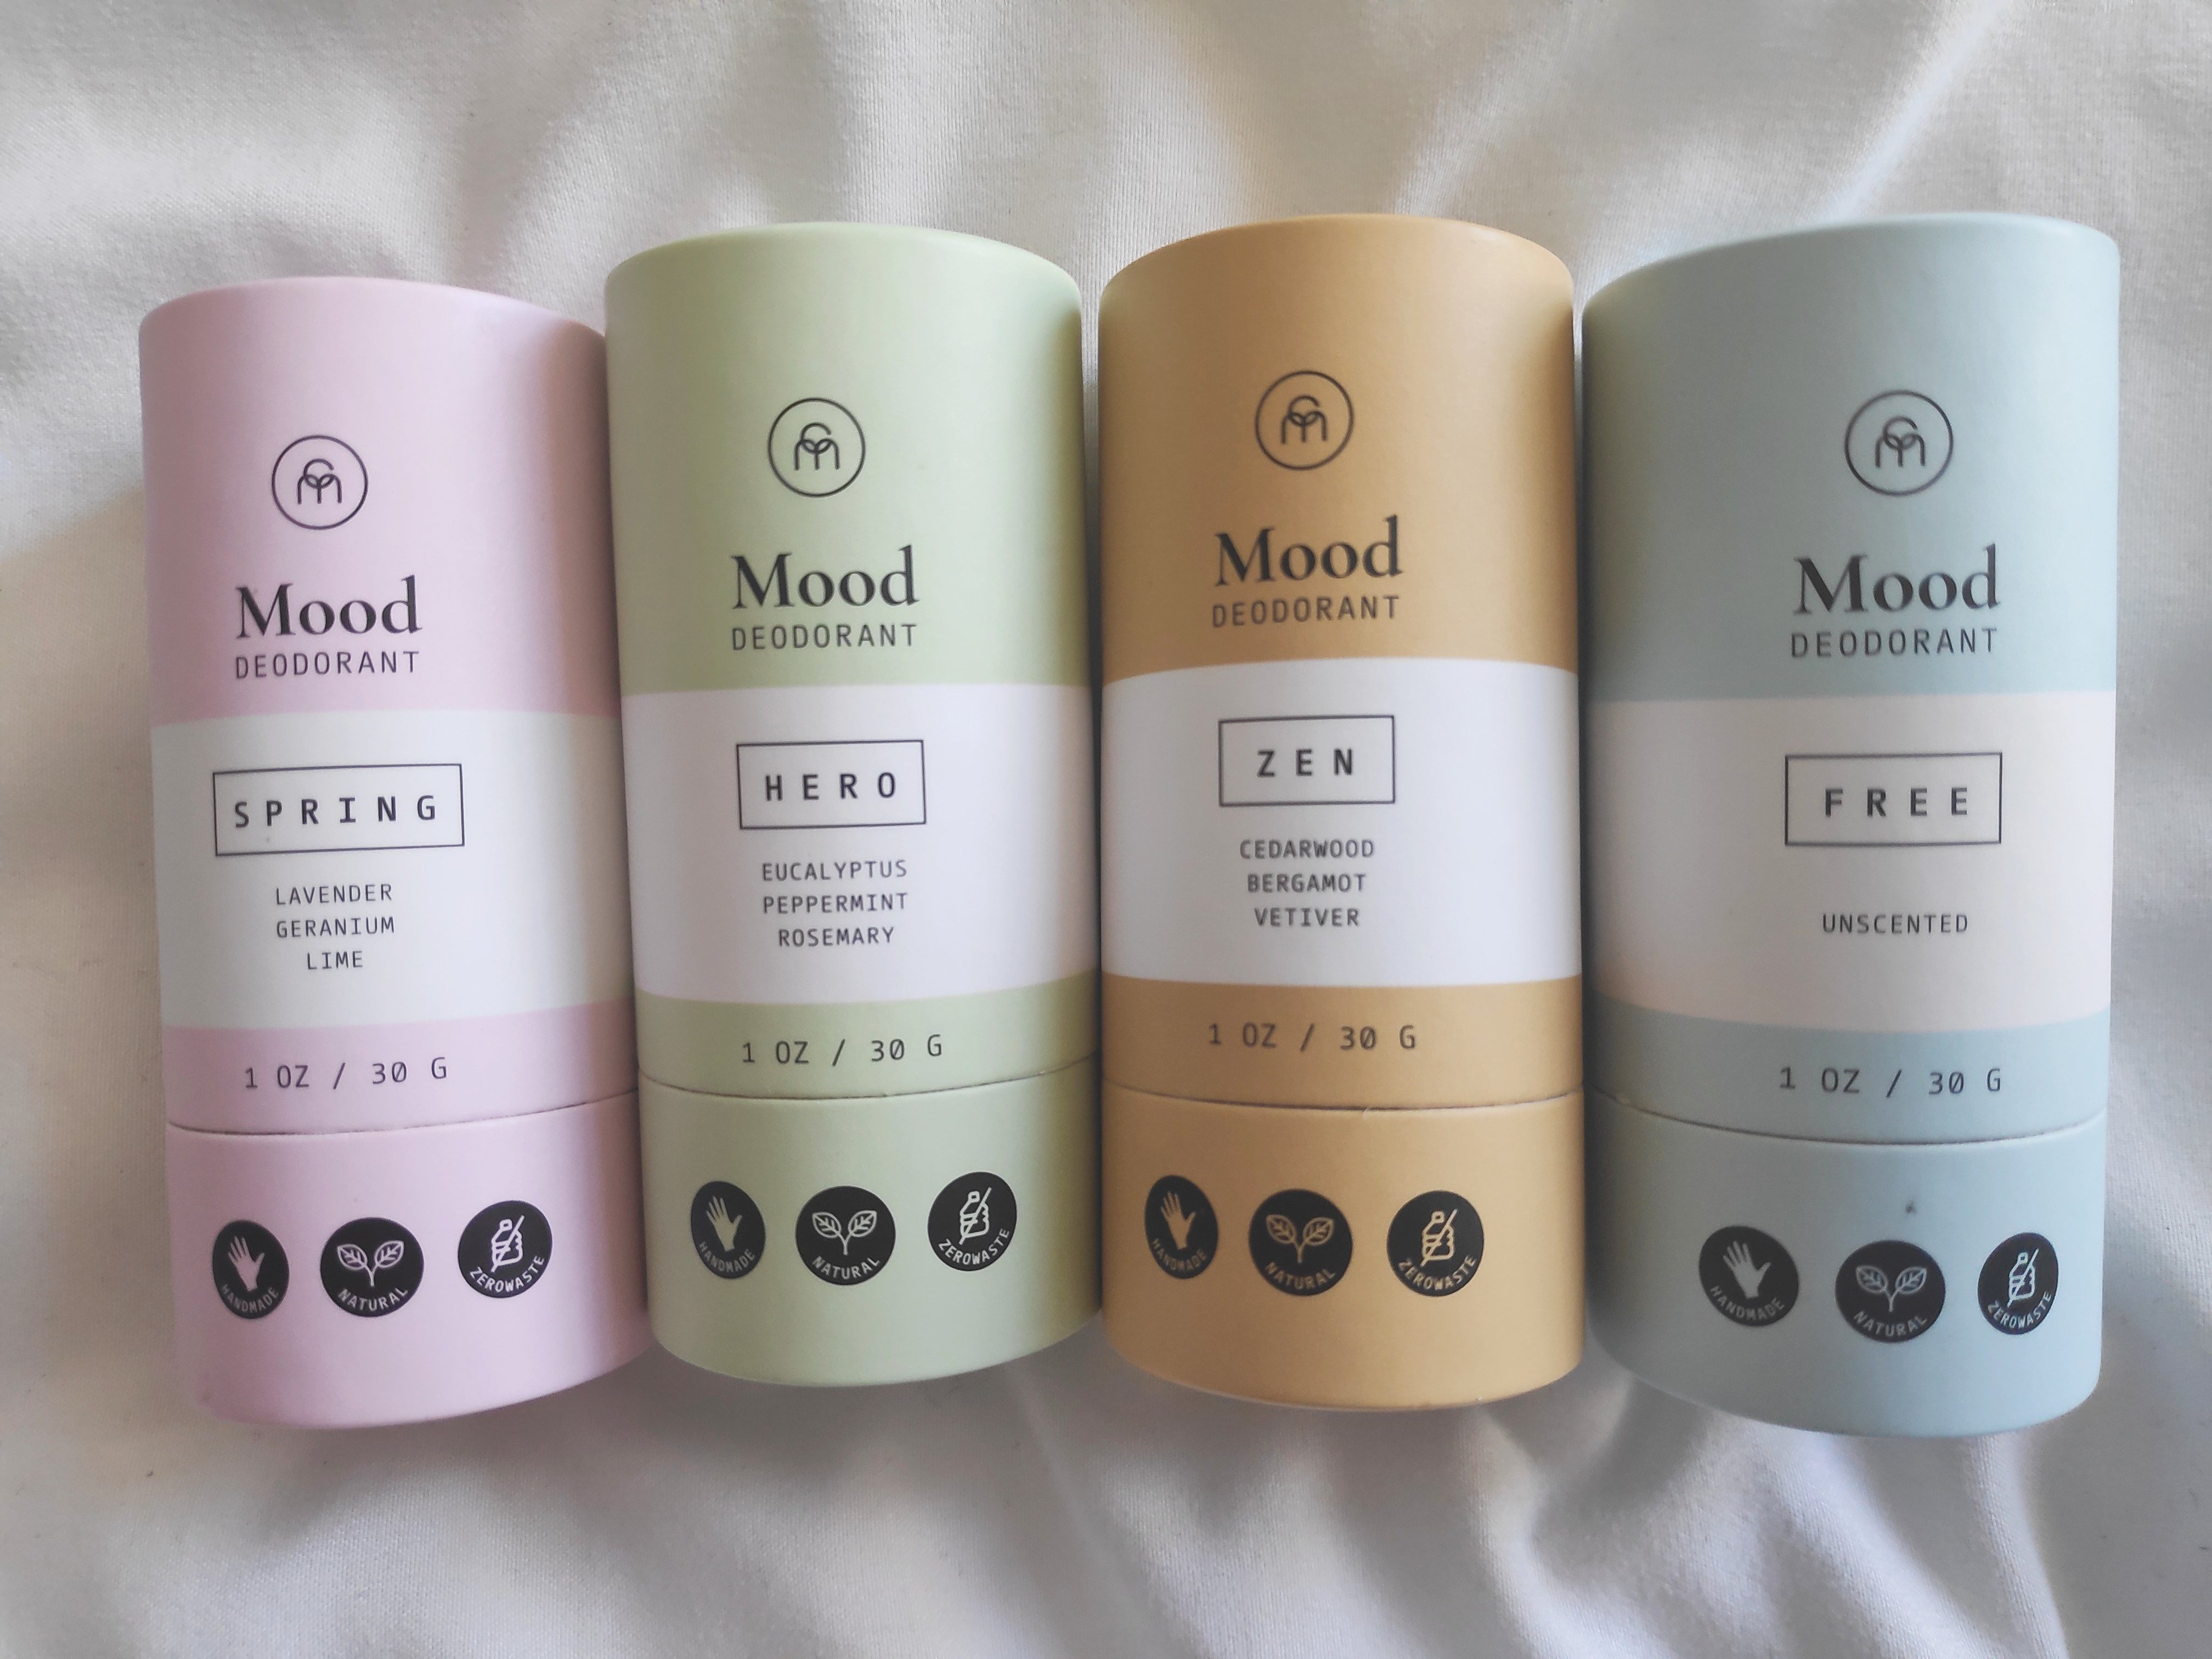 Mood
DEODORANT
SPRING
LAVENDER
GERANIUM
LIME
1 OZ / 30 G
HANDMADE
NATURAL
ZEROWASTE
Mood
DEODORANT
HERO
EUCALYPTUS
PEPPERMINT
ROSEMARY
1 OZ / 30 G
HANDMADE
NATURAL
ZEROWASTE
Mood
DEODORANT
ZEN
CEDARWOOD
BERGAMOT
VETIVER
1 OZ / 30 G
HANDMADE
NATURAL
ZEROWASTE
Mood
DEODORANT
FREE
UNSCENTED
1 OZ / 30 G
HANDMADE
NATURAL
ZEROWASTE